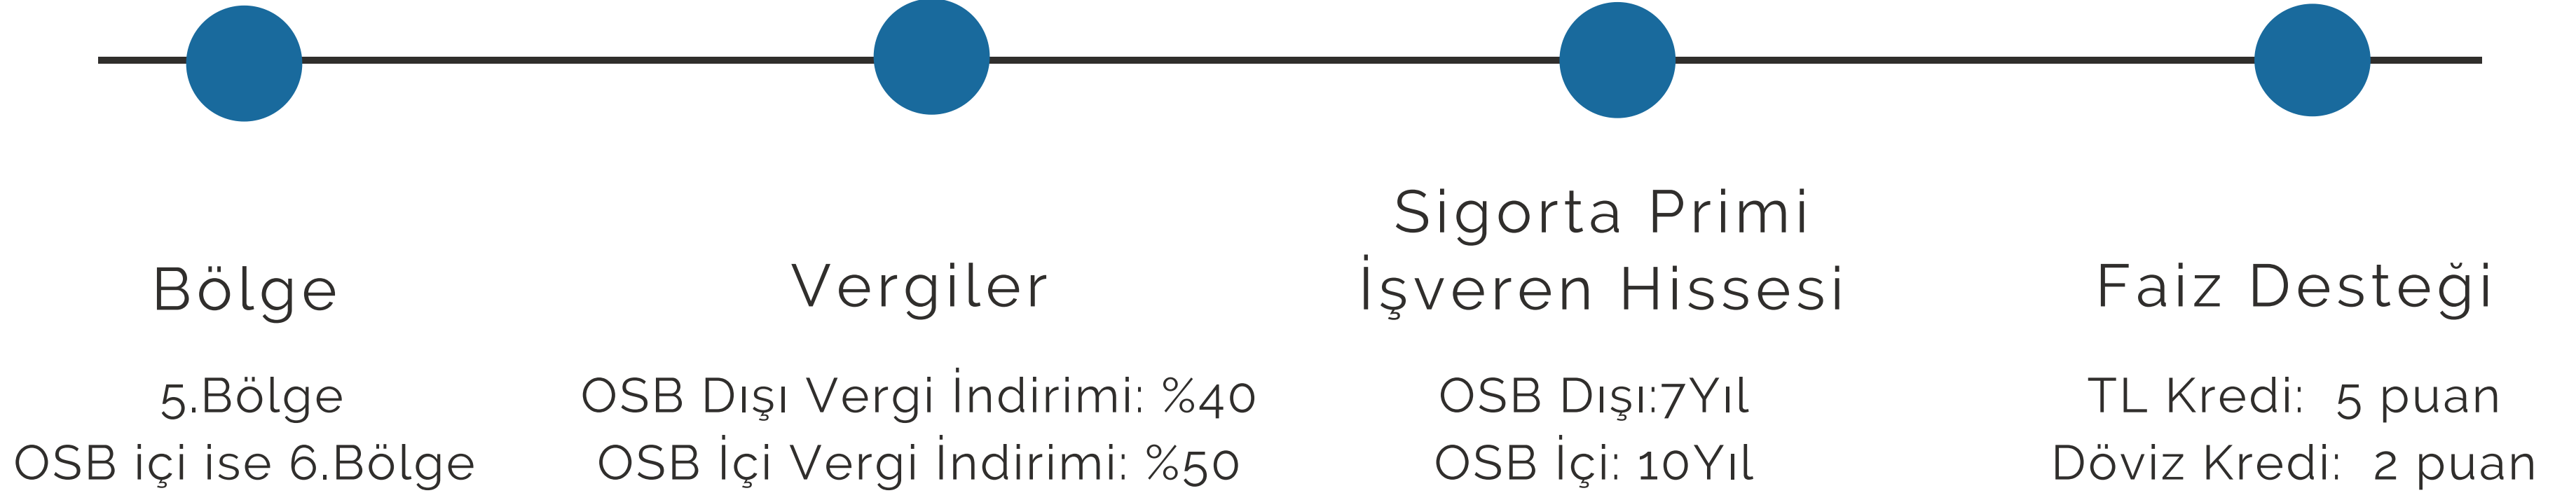 Bölge
5.Bölge
OSB içi ise 6.Bölge
Vergiler
OSB Dışı Vergi İndirimi: %40
OSB İçi Vergi İndirimi: %50
Sigorta Primi
İşveren Hissesi
OSB Dışı:7Yıl
OSB İçi: 10Yıl
Faiz Desteği
TL Kredi: 5 puan
Döviz Kredi: 2 puan